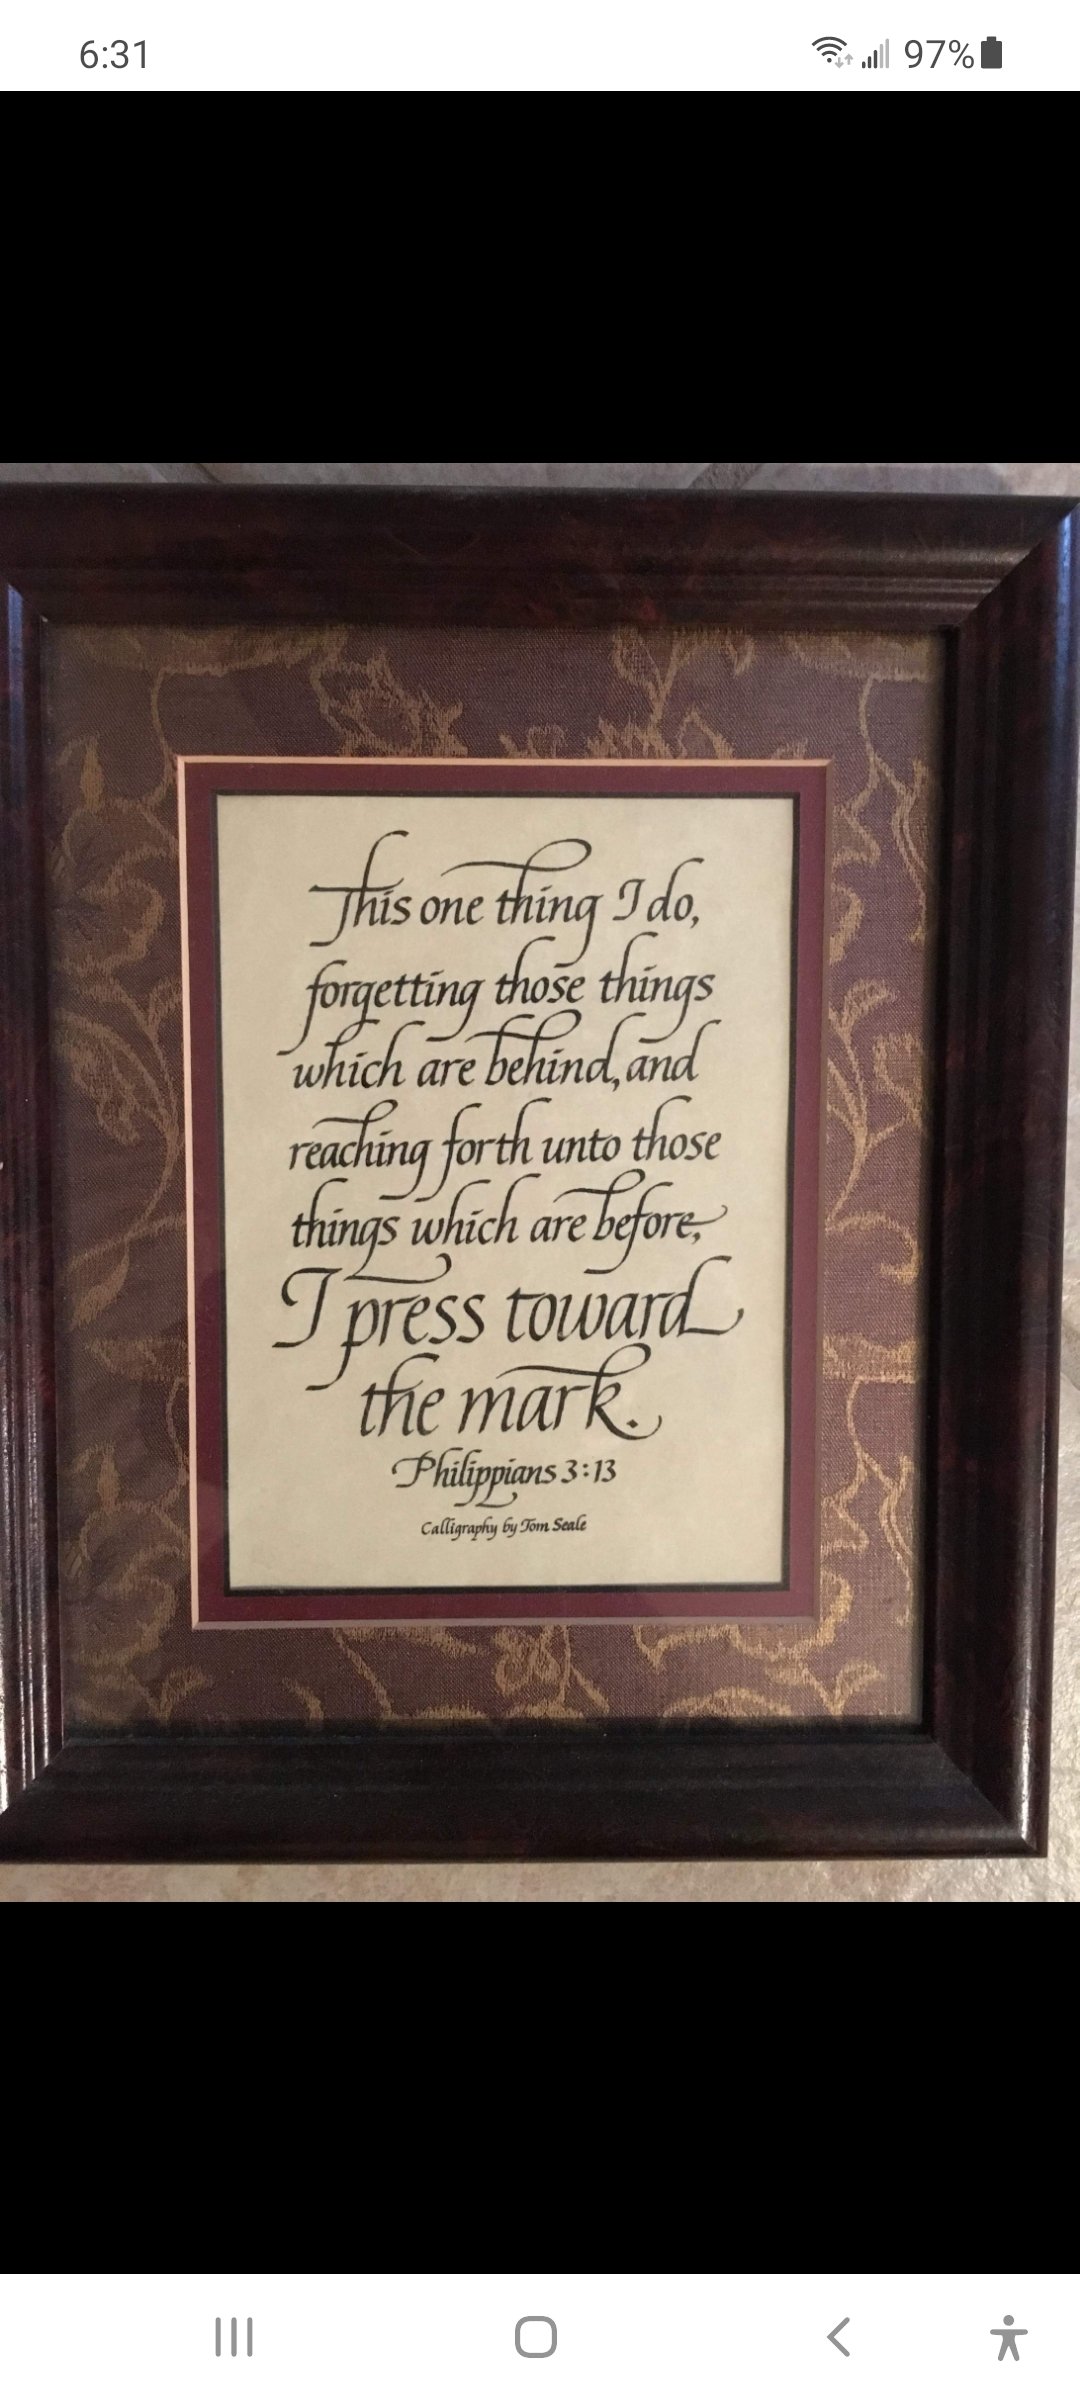 6:31
97%
This one thing I do,
forgetting those things
which are behind, and
reaching forth unto those
things which are before,
I press toward
the mark.
Philippians 3:13
Calligraphy by Tom Seale